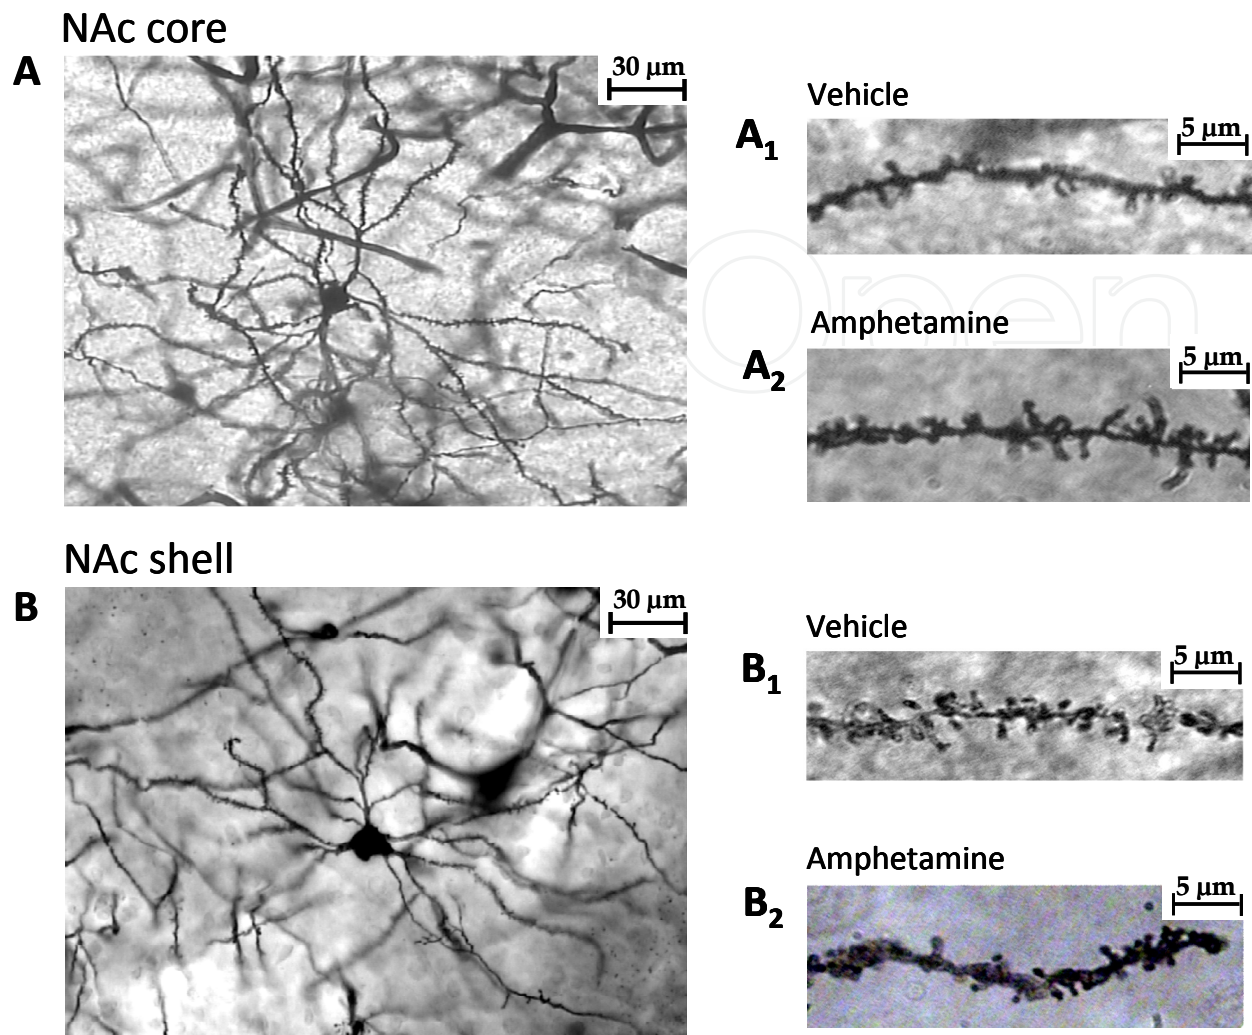 NAc core
A
30 µm
Vehicle
A1
5 µm
Amphetamine
A2
5 µm
Open
NAc shell
B
30 µm
Vehicle
B1
5 µm
Amphetamine
B2
5 µm